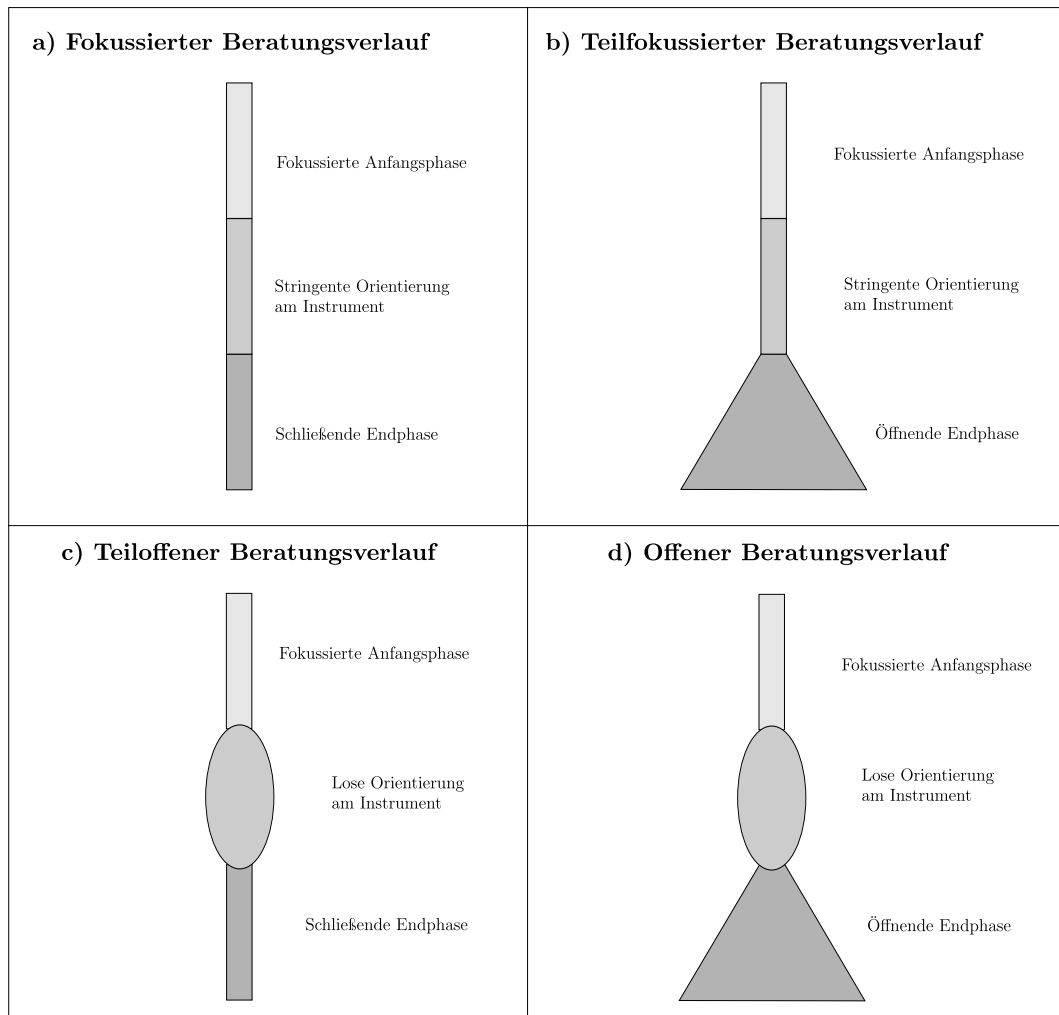 a) Fokussierter Beratungsverlauf
Fokussierte Anfangsphase
Stringente Orientierung
am Instrument
Schließende Endphase
b) Teilfokussierter Beratungsverlauf
Fokussierte Anfangsphase
Stringente Orientierung
am Instrument
Öffnende Endphase
c) Teiloffener Beratungsverlauf
Fokussierte Anfangsphase
Lose Orientierung
am Instrument
Schließende Endphase
d) Offener Beratungsverlauf
Fokussierte Anfangsphase
Lose Orientierung
am Instrument
Öffnende Endphase